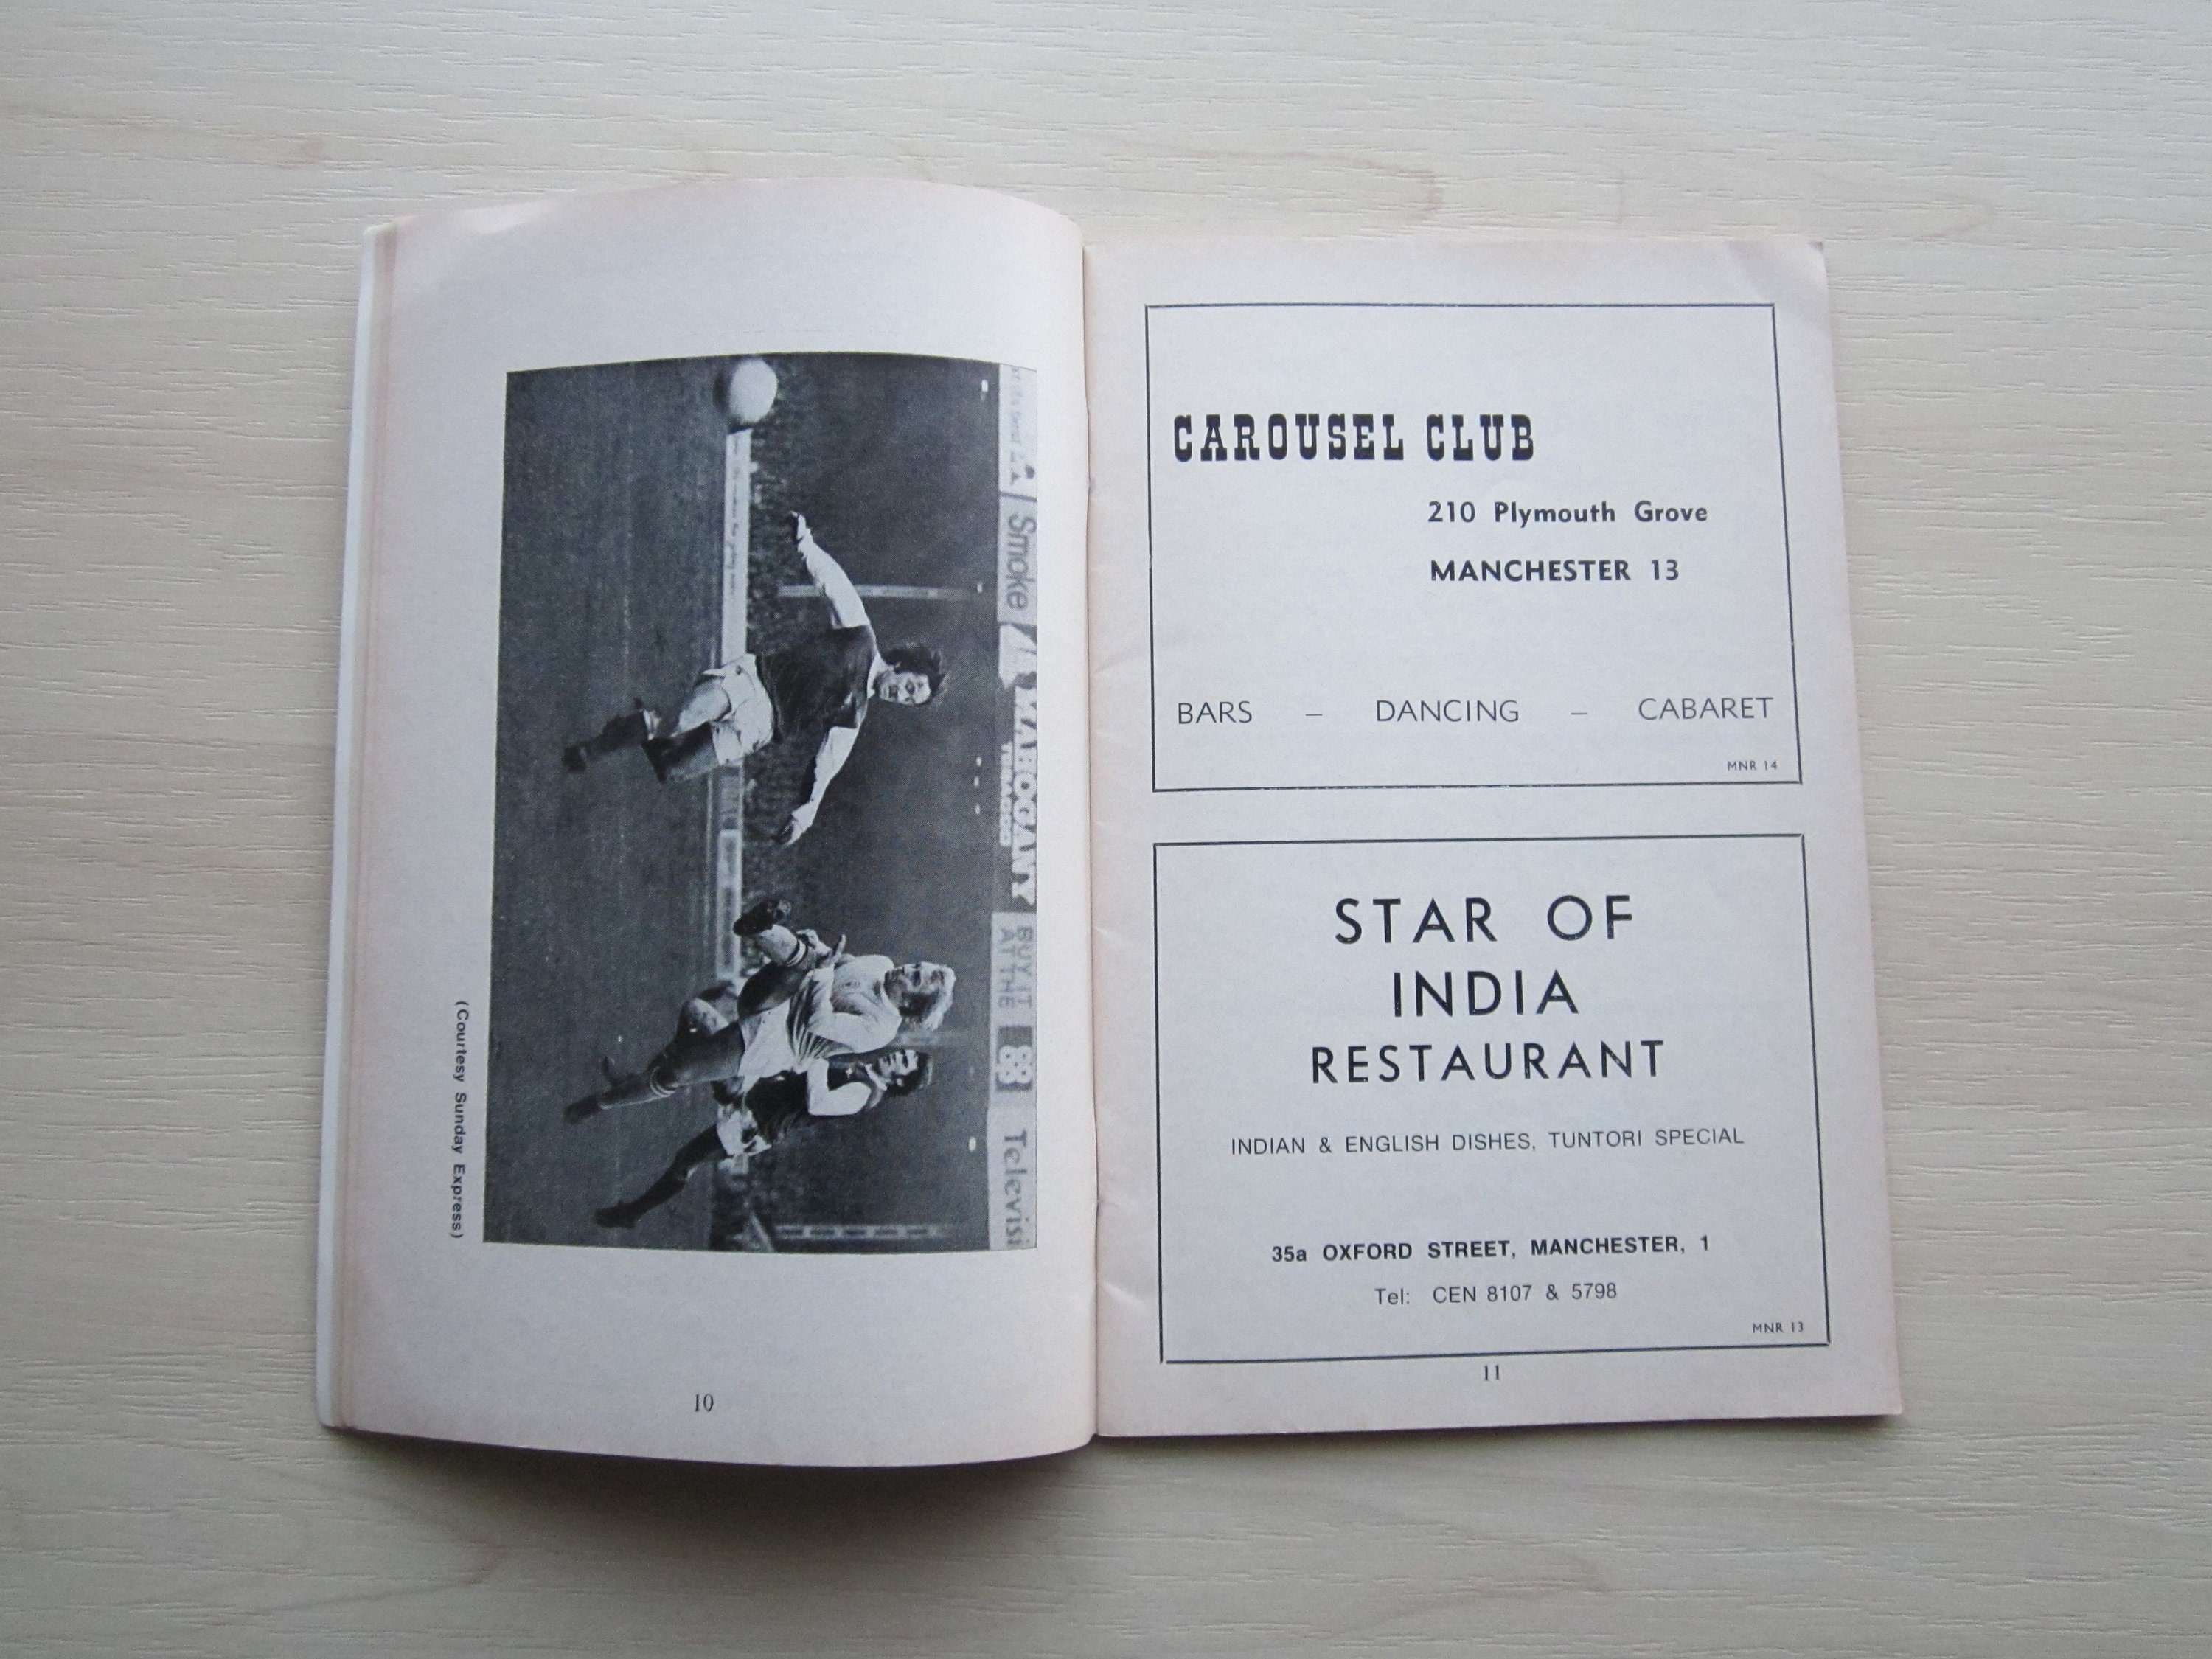 Smoke
MAHOGANY
BUY IT
AT THE
Televisi
(Courtesy Sunday Express)
10
CAROUSEL CLUB
210 Plymouth Grove
MANCHESTER 13
BARS – DANCING – CABARET
MNR 14
STAR OF
INDIA
RESTAURANT
INDIAN & ENGLISH DISHES, TUNTORI SPECIAL
35a OXFORD STREET, MANCHESTER, 1
Tel: CEN 8107 & 5798
MNR 13
11